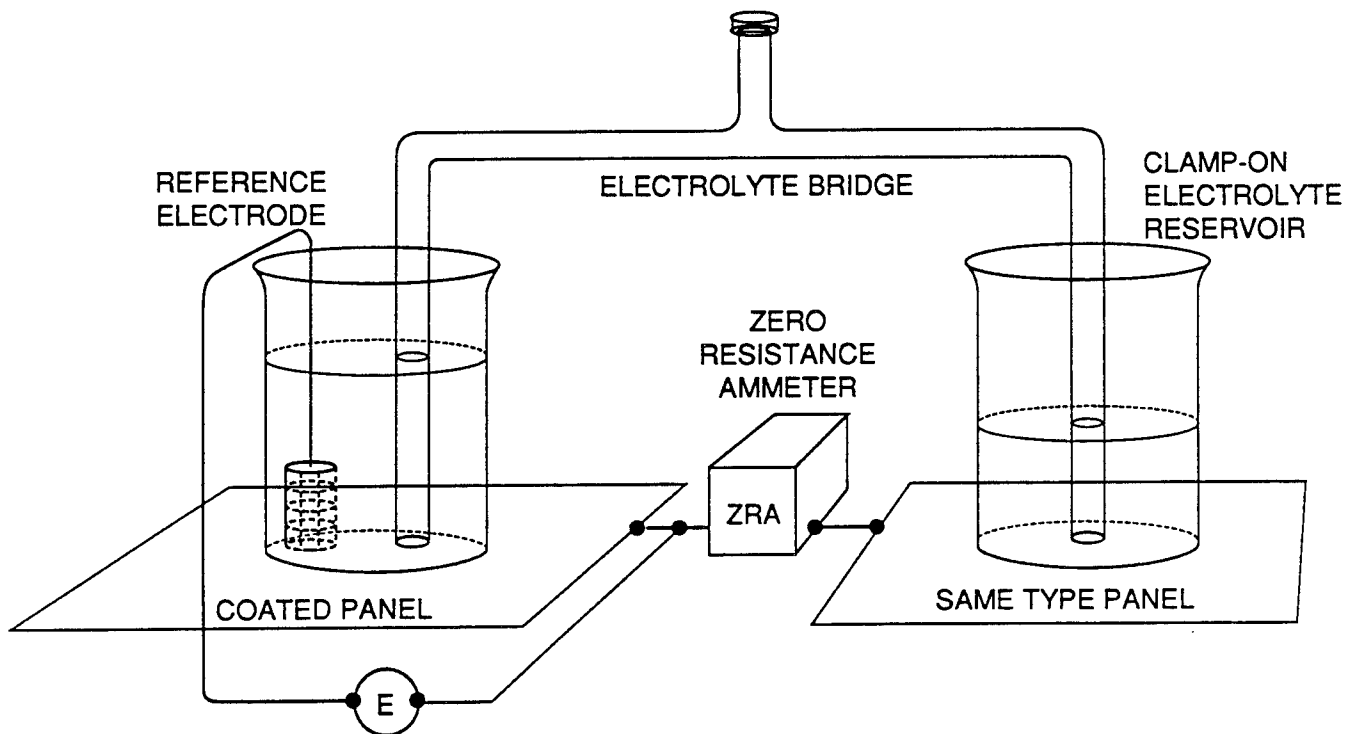 REFERENCE
ELECTRODE
ELECTROLYTE BRIDGE
CLAMP-ON
ELECTROLYTE
RESERVOIR
ZERO
RESISTANCE
AMMETER
ZRA
COATED PANEL
SAME TYPE PANEL
E